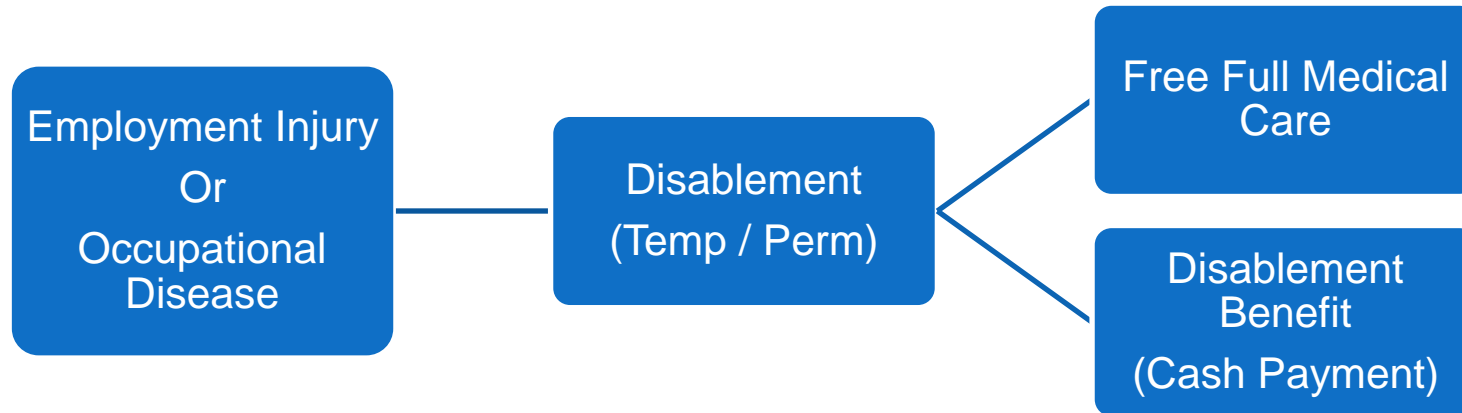 Employment Injury
Or
Occupational
Disease
Disablement
(Temp / Perm)
Free Full Medical
Care
Disablement
Benefit
(Cash Payment)